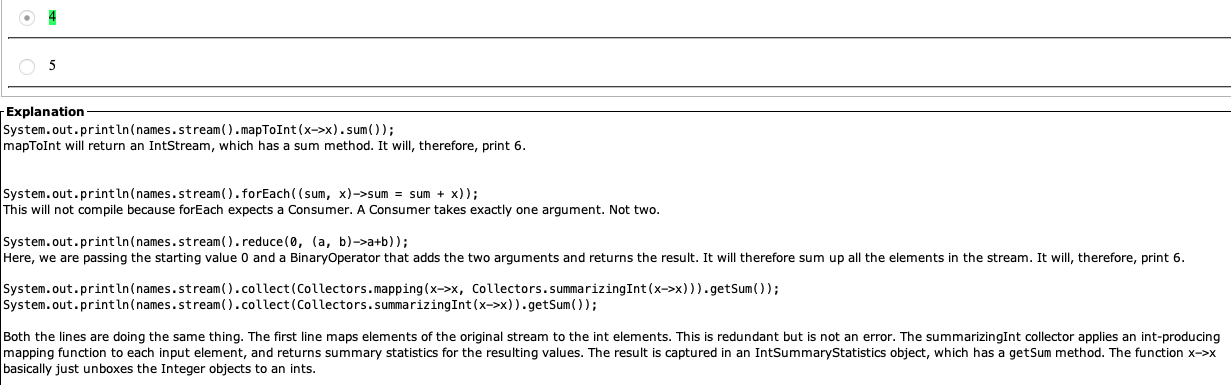 4
5
Explanation
System.out.println(names.stream().mapToInt(x->x).sum());
mapToInt will return an IntStream, which has a sum method. It will, therefore, print 6.
System.out.println(names.stream().forEach((sum, x)->sum = sum + x));
This will not compile because forEach expects a Consumer. A Consumer takes exactly one argument. Not two.
System.out.println(names.stream().reduce(0, (a, b)->a+b));
Here, we are passing the starting value 0 and a BinaryOperator that adds the two arguments and returns the result. It will therefore sum up all the elements in the stream. It will, therefore, print 6.
System.out.println(names.stream().collect(Collectors.mapping(x->x, Collectors.summarizingInt(x->x))).getSum());
System.out.println(names.stream().collect(Collectors.summarizingInt(x->x)).getSum());
Both the lines are doing the same thing. The first line maps elements of the original stream to the int elements. This is redundant but is not an error. The summarizingInt collector applies an int-producing
mapping function to each input element, and returns summary statistics for the resulting values. The result is captured in an IntSummaryStatistics object, which has a getSum method. The function x->x
basically just unboxes the Integer objects to an ints.